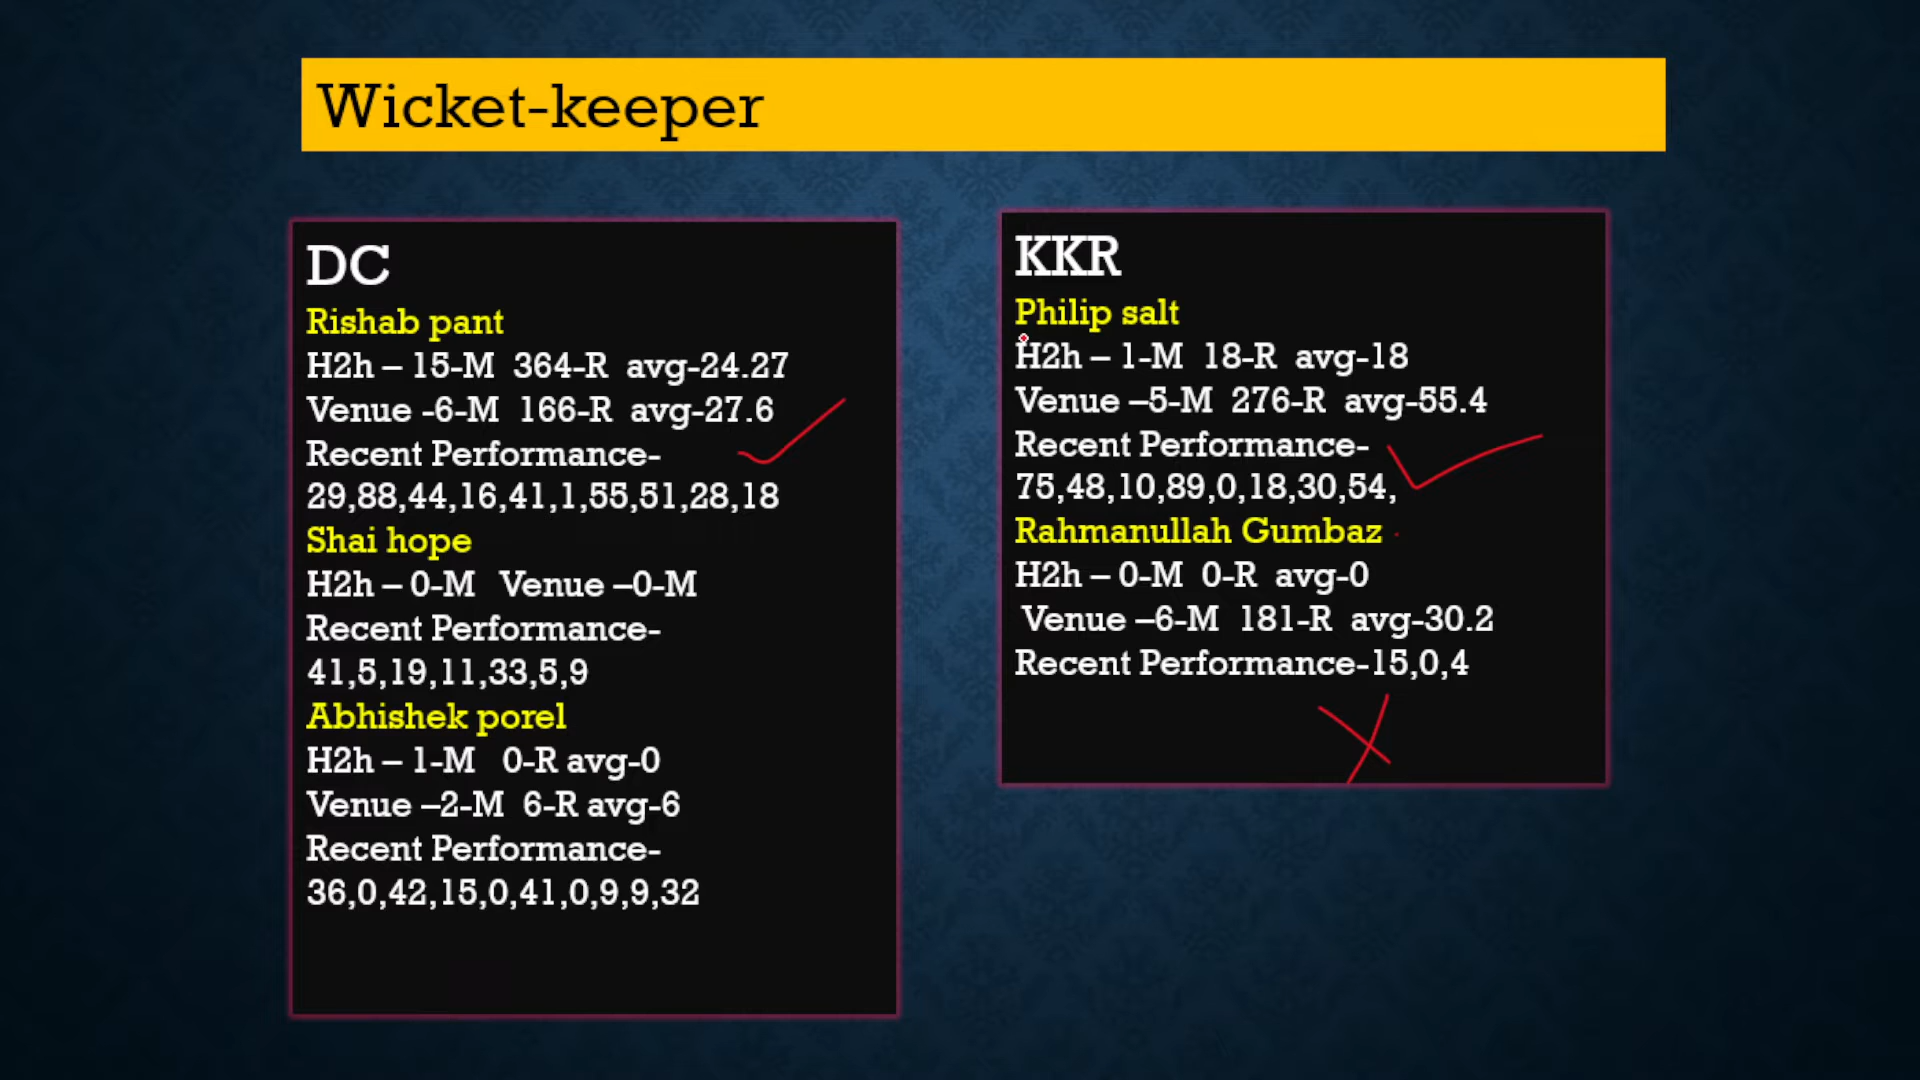 Wicket-keeper
DC
Rishab pant
H2h – 15-M 364-R avg-24.27
Venue -6-M 166-R avg-27.6
Recent Performance-
29,88,44,16,41,1,55,51,28,18
Shai hope
H2h – 0-M Venue –0-M
Recent Performance-
41,5,19,11,33,5,9
Abhishek porel
H2h – 1-M 0-R avg-0
Venue –2-M 6-R avg-6
Recent Performance-
36,0,42,15,0,41,0,9,9,32
KKR
Philip salt
H2h – 1-M 18-R avg-18
Venue –5-M 276-R avg-55.4
Recent Performance-
75,48,10,89,0,18,30,54,
Rahmanullah Gumbaz
H2h – 0-M 0-R avg-0
Venue –6-M 181-R avg-30.2
Recent Performance-15,0,4